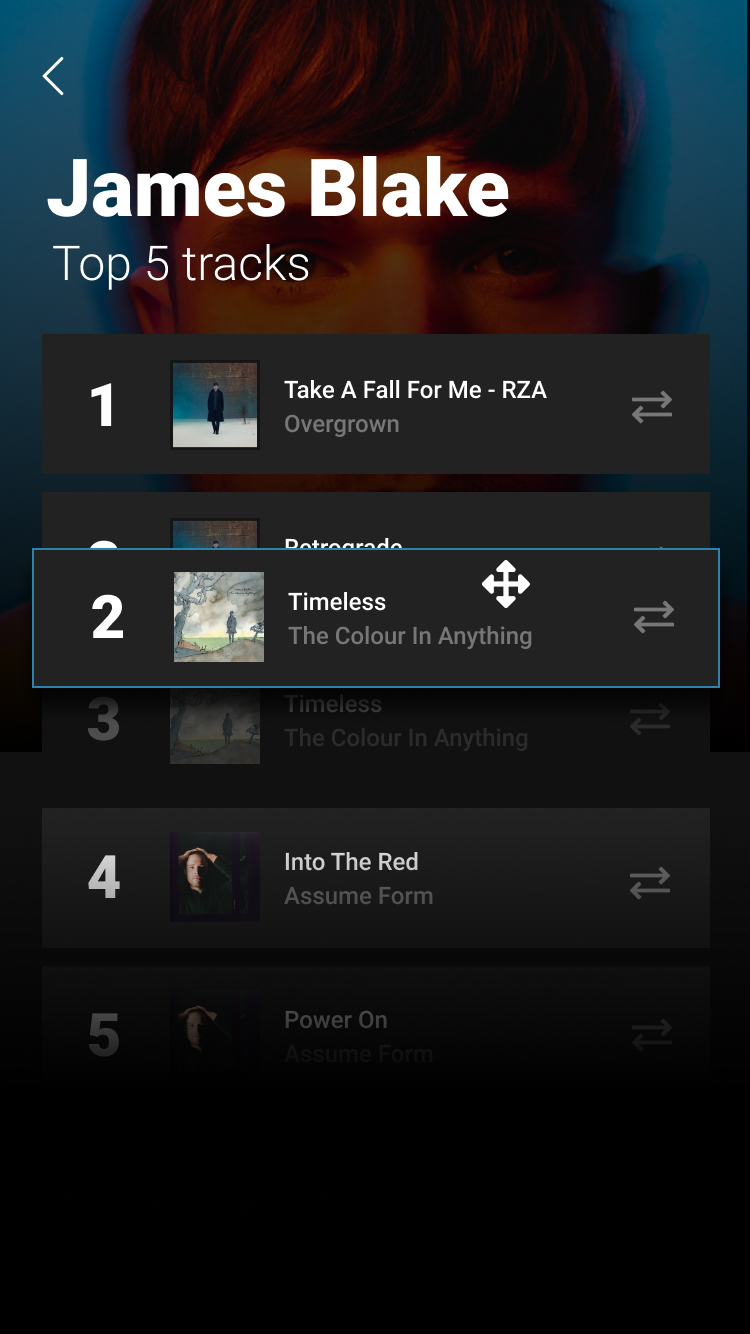 James Blake
Top 5 tracks
1
Take A Fall For Me - RZA
Overgrown
2
Retrograde
2
Timeless
The Colour In Anything
3
Timeless
The Colour In Anything
4
Into The Red
Assume Form
5
Power On
Assume Form